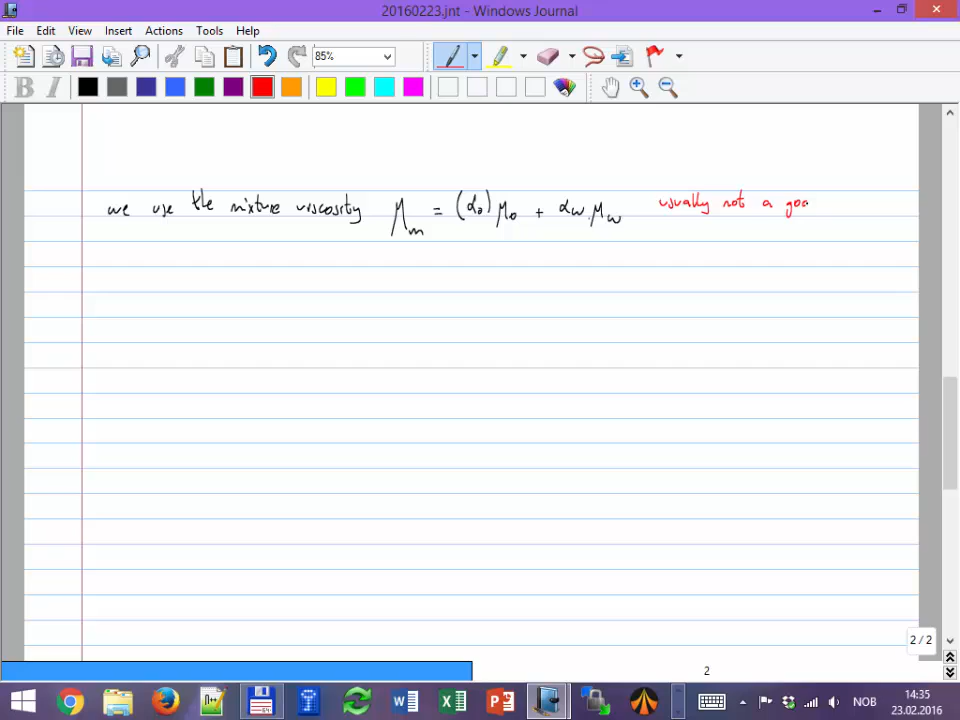 20160223.jnt - Windows Journal
File Edit View Insert Actions Tools Help
85%
B I
we use the mixture viscosity μm = (αo) μo + αw . μw usually not a goo
2 / 2
2
NOB
14:35
23.02.2016